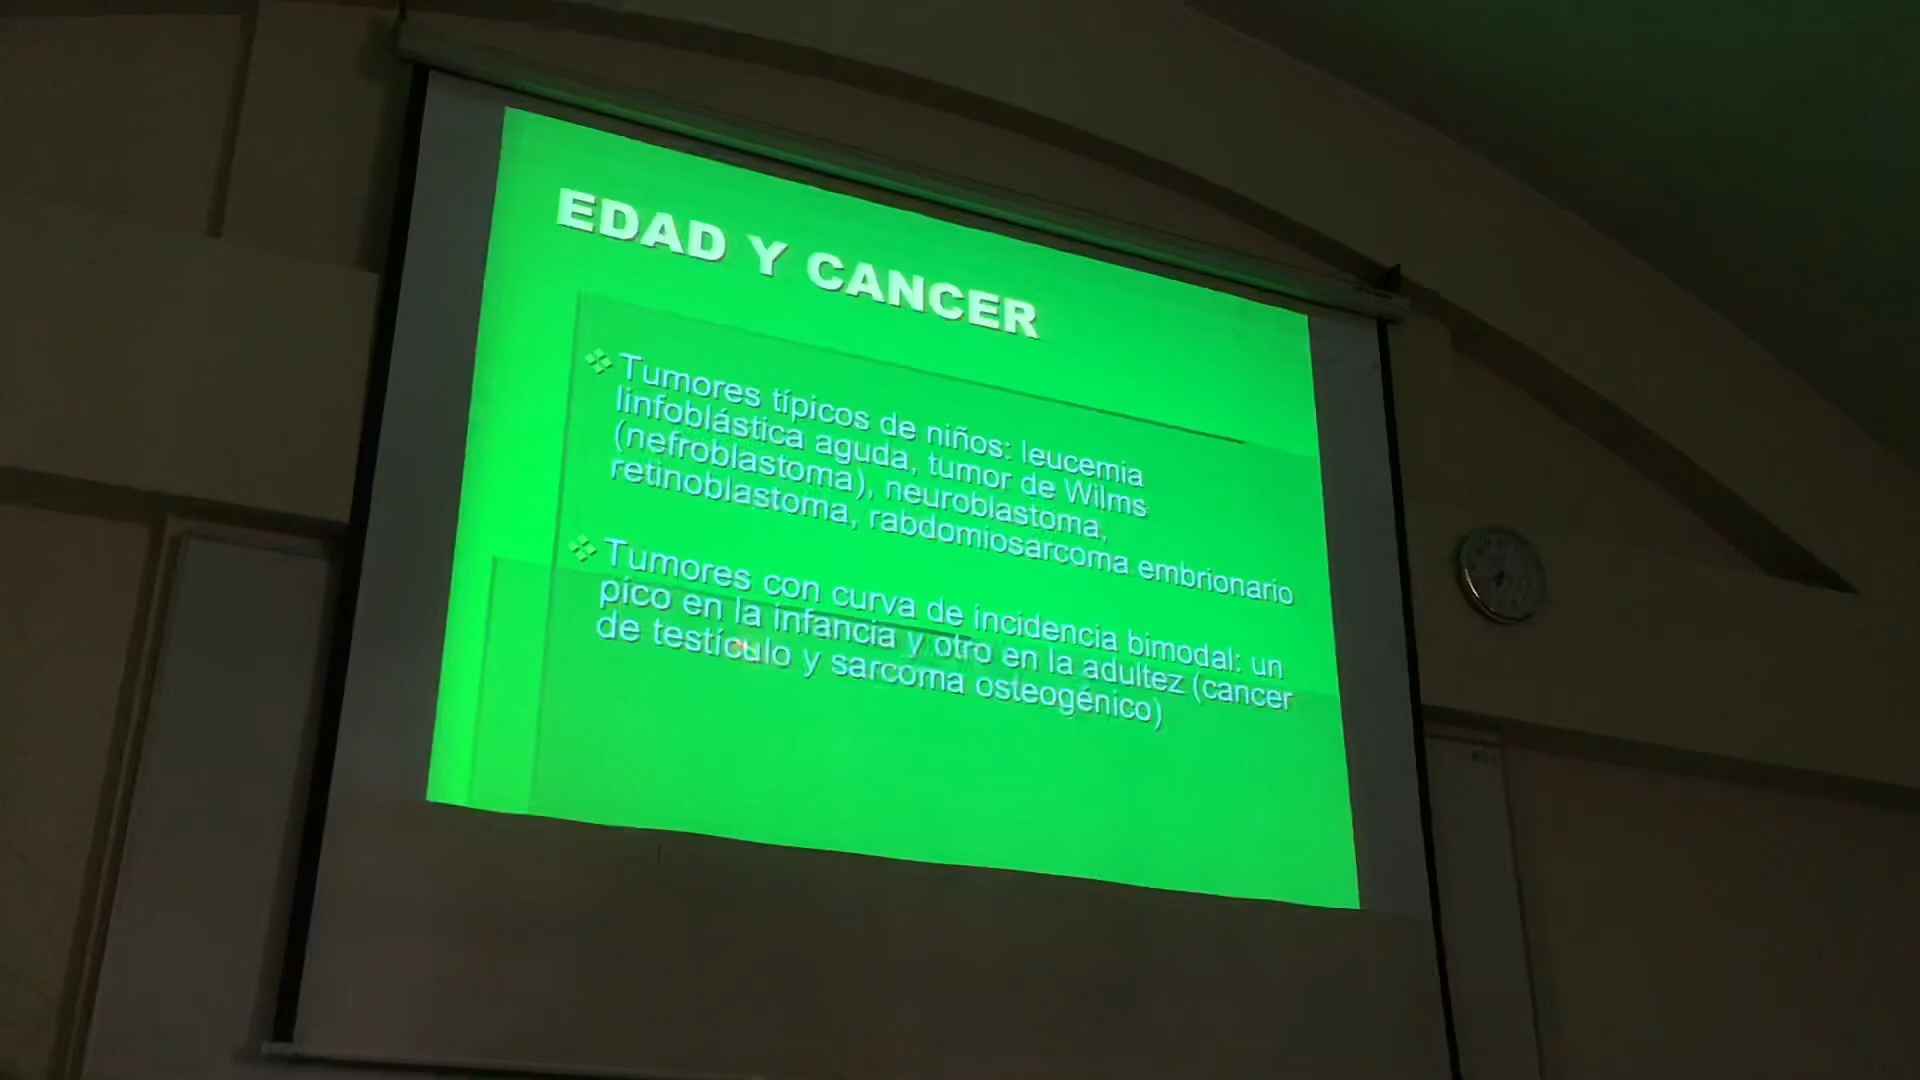 EDAD Y CANCER
Tumores típicos de niños: leucemia
linfoblástica aguda, tumor de Wilms
(nefroblastoma), neuroblastoma,
retinoblastoma, rabdomiosarcoma embrionario
Tumores con curva de incidencia bimodal: un
pico en la infancia y otro en la adultez (cancer
de testículo y sarcoma osteogénico)